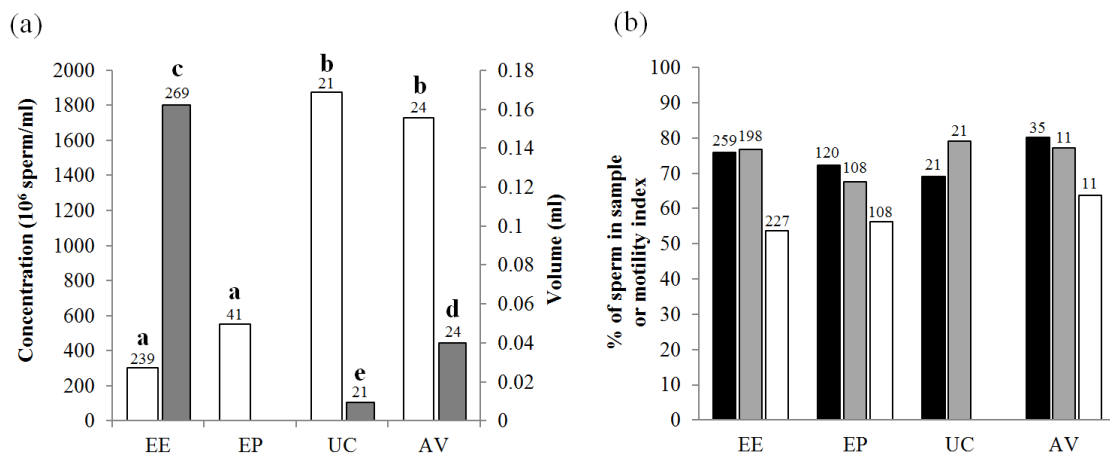 (a)
Concentration (10⁶ sperm/ml)
2000
1800
1600
1400
1200
1000
800
600
400
200
0
0.18
0.16
0.14
0.12
0.1
0.08
0.06
0.04
0.02
0
Volume (ml)
a
239
c
269
a
41
b
21
e
21
b
24
d
24
EE EP UC AV
(b)
% of sperm in sample
or motility index
100
90
80
70
60
50
40
30
20
10
0
259 198 227
120 108 108
21 21
35 11 11
EE EP UC AV